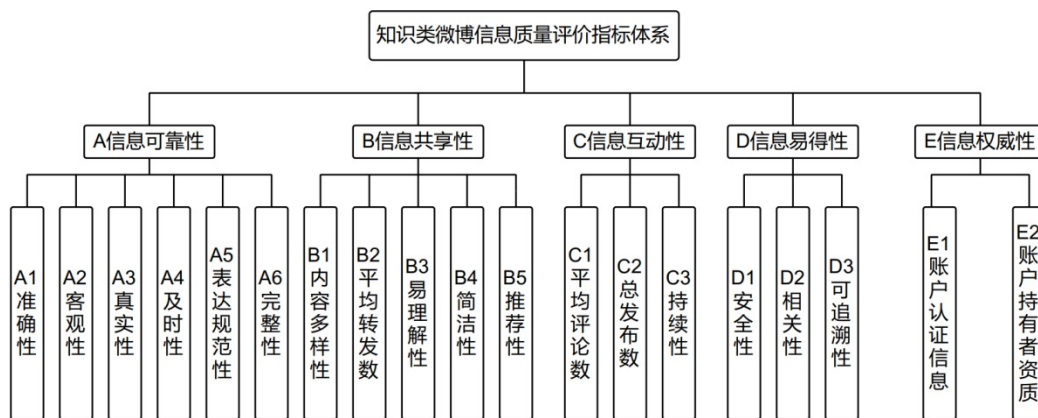 知识类微博信息质量评价指标体系
A信息可靠性
B信息共享性
C信息互动性
D信息易得性
E信息权威性
A1准确性
A2客观性
A3真实性
A4及时性
A5表达规范性
A6完整性
B1内容多样性
B2平均转发数
B3易理解性
B4简洁性
B5推荐性
C1平均评论数
C2总发布数
C3持续性
D1安全性
D2相关性
D3可追溯性
E1账户认证信息
E2账户持有者资质